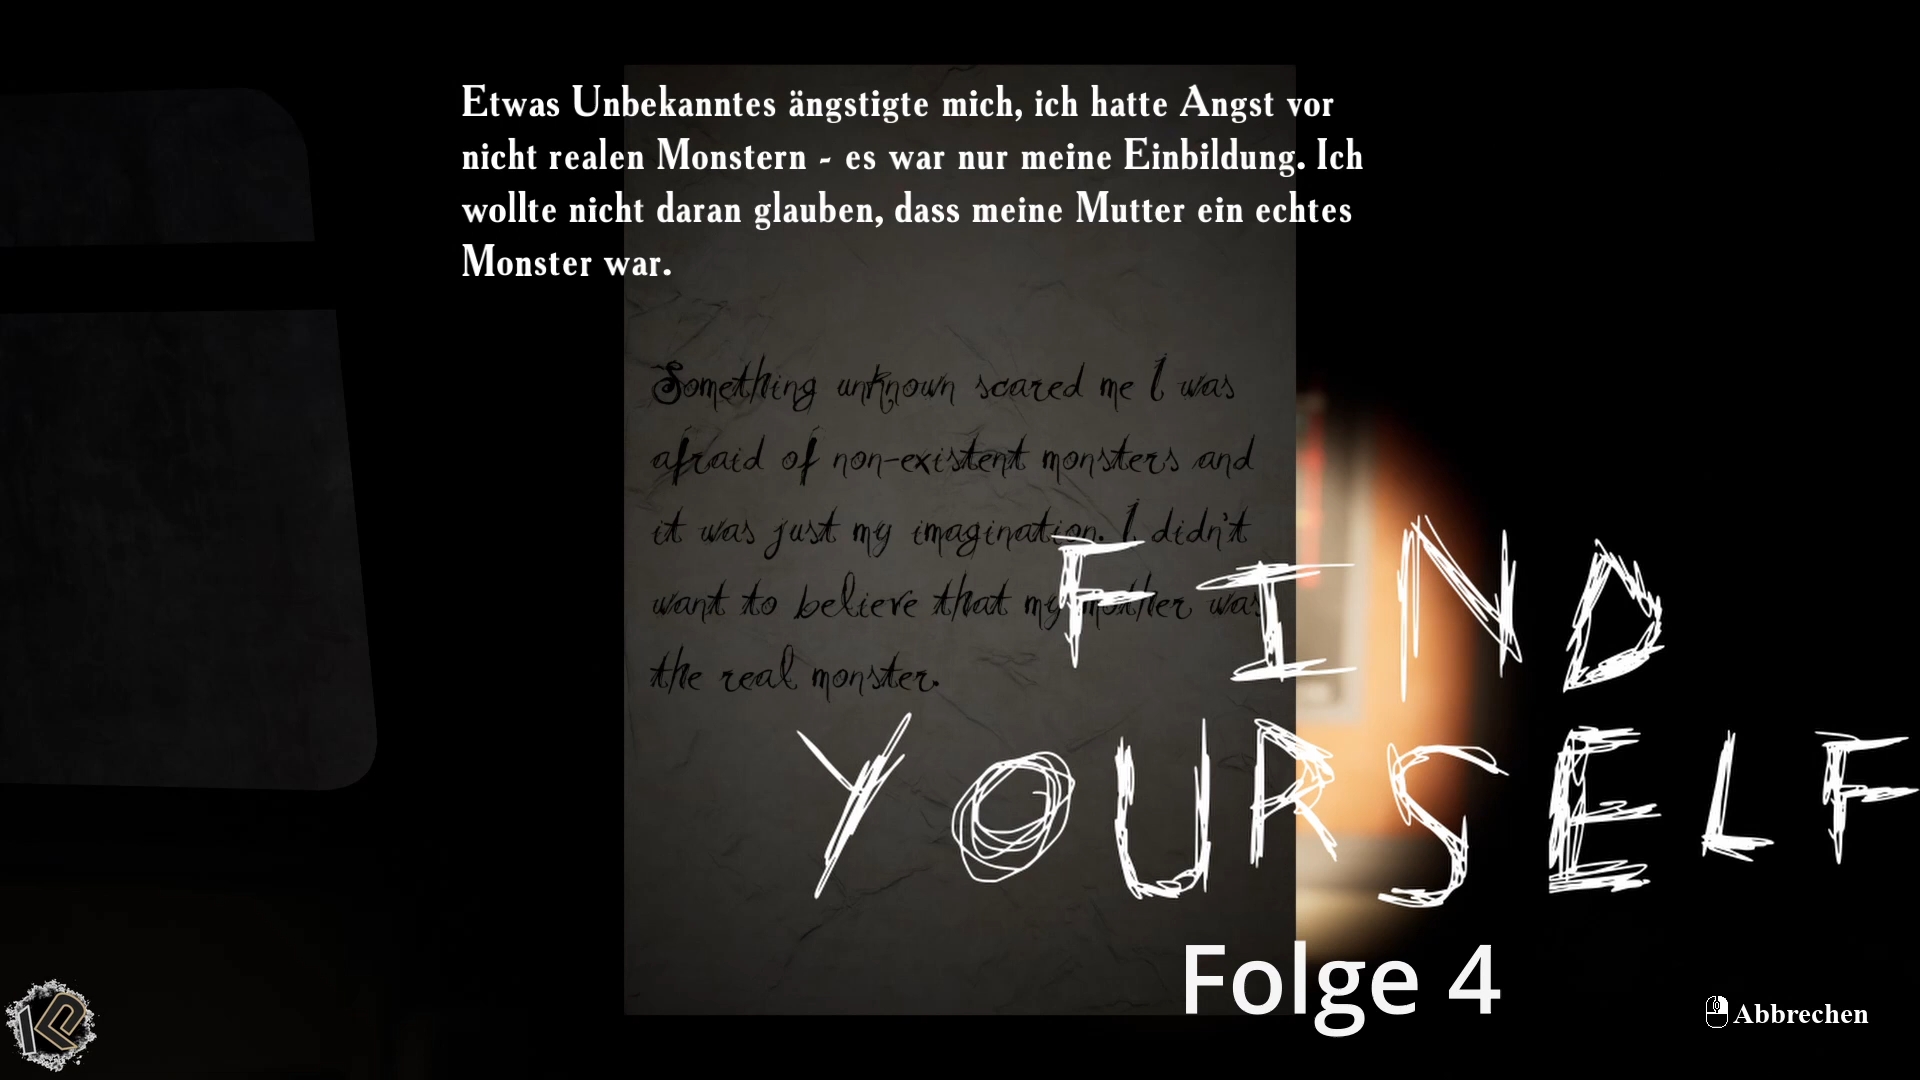 Etwas Unbekanntes ängstigte mich, ich hatte Angst vor
nicht realen Monstern - es war nur meine Einbildung. Ich
wollte nicht daran glauben, dass meine Mutter ein echtes
Monster war.
Something unknown scared me I was
afraid of non-existent monsters and
it was just my imagination. I didn't
want to believe that my mother was
the real monster.
FIND
YOURSELF
Folge 4
Abbrechen